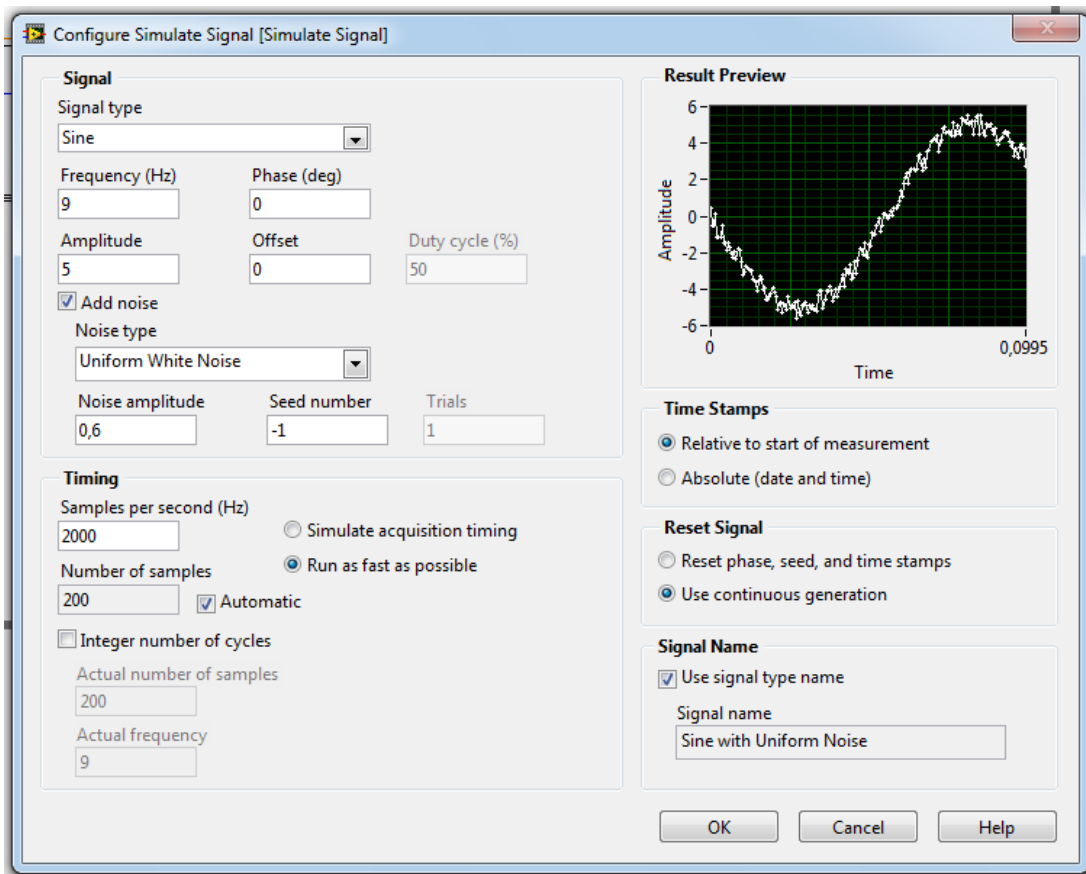 Configure Simulate Signal [Simulate Signal]
Signal
Signal type
Sine
Frequency (Hz) Phase (deg)
9 0
Amplitude Offset Duty cycle (%)
5 0 50
Add noise
Noise type
Uniform White Noise
Noise amplitude Seed number Trials
0,6 -1 1
Timing
Samples per second (Hz)
2000
Simulate acquisition timing
Run as fast as possible
Number of samples
200 Automatic
Integer number of cycles
Actual number of samples
200
Actual frequency
9
Result Preview
6
4
2
0
-2
-4
-6
Amplitude
0 0,0995
Time
Time Stamps
Relative to start of measurement
Absolute (date and time)
Reset Signal
Reset phase, seed, and time stamps
Use continuous generation
Signal Name
Use signal type name
Signal name
Sine with Uniform Noise
OK Cancel Help